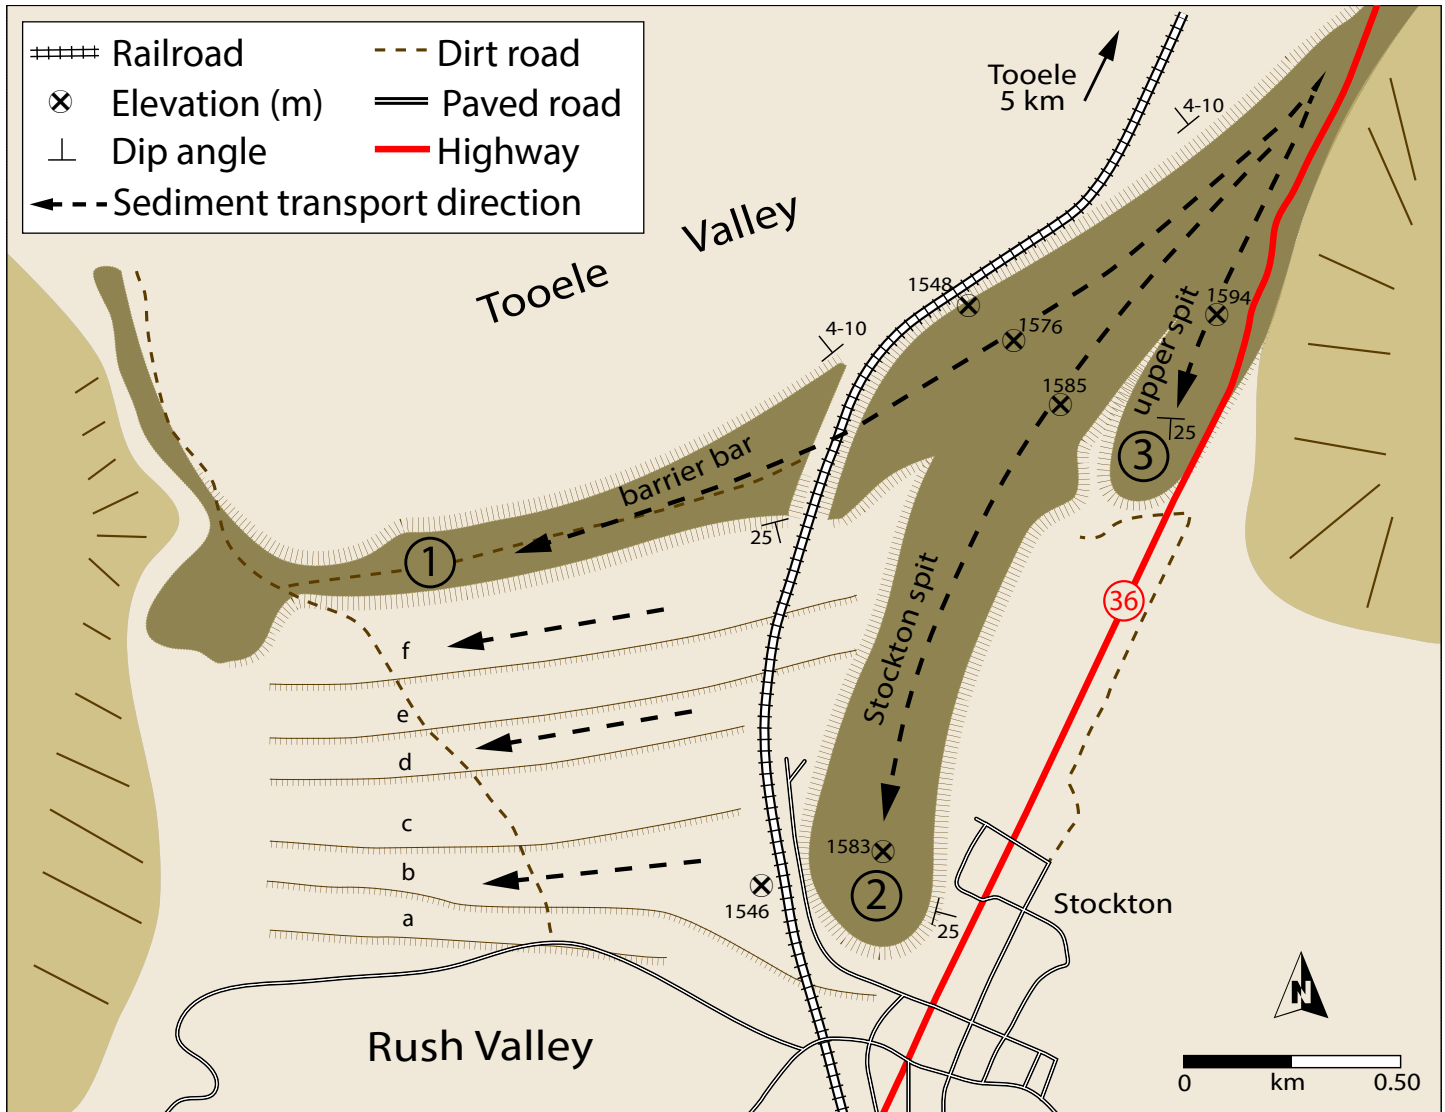 Railroad
Dirt road
Elevation (m)
Paved road
Dip angle
Highway
Sediment transport direction
Tooele
5 km
4-10
Tooele Valley
1548
1594
1576
4-10
1585
upper spit
25
3
barrier bar
25
1
36
Stockton spit
f
e
d
c
b
a
1583
2
1546
25
Stockton
N
Rush Valley
0 km 0.50